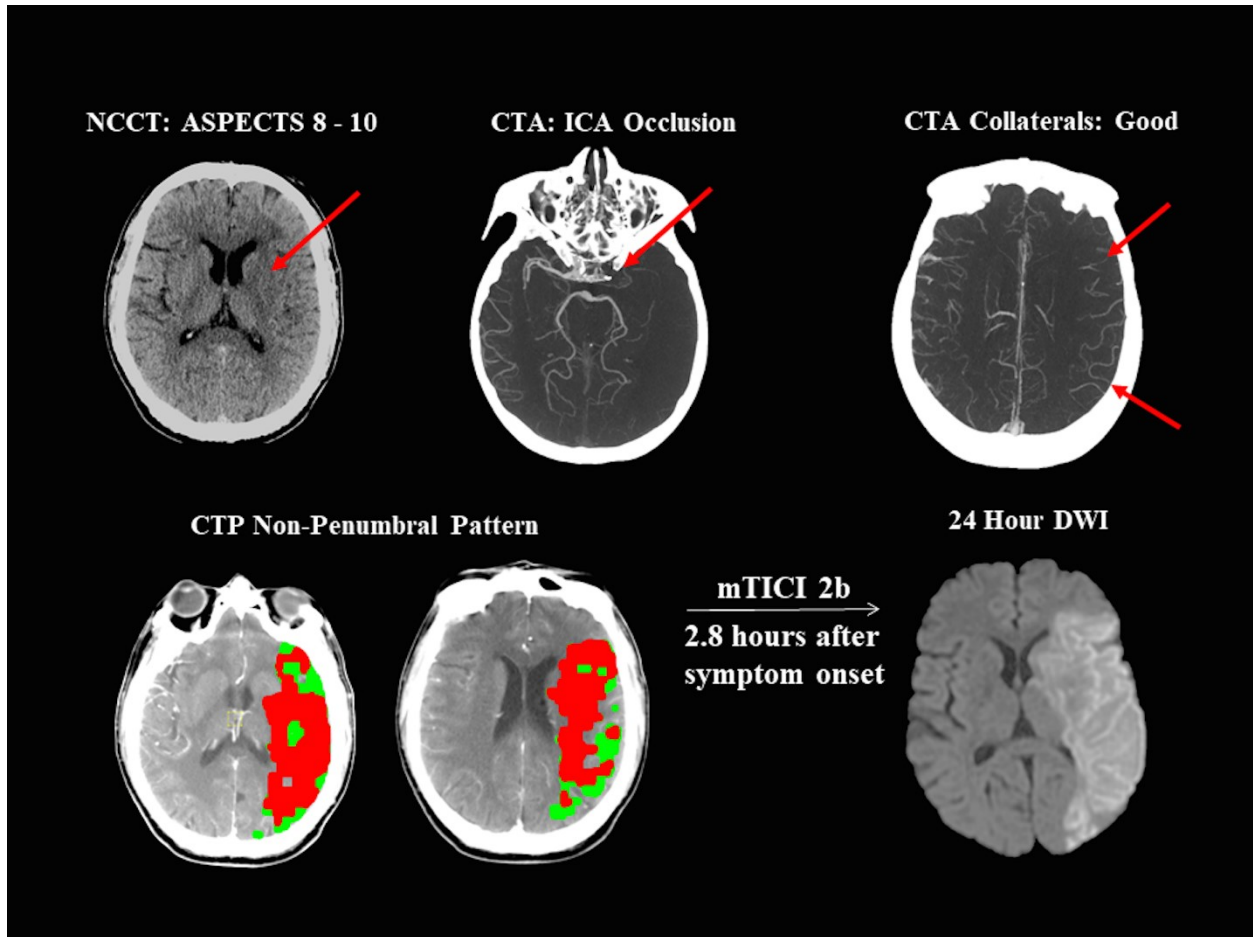 NCCT: ASPECTS 8 - 10
CTA: ICA Occlusion
CTA Collaterals: Good
CTP Non-Penumbral Pattern
mTICI 2b
2.8 hours after
symptom onset
24 Hour DWI